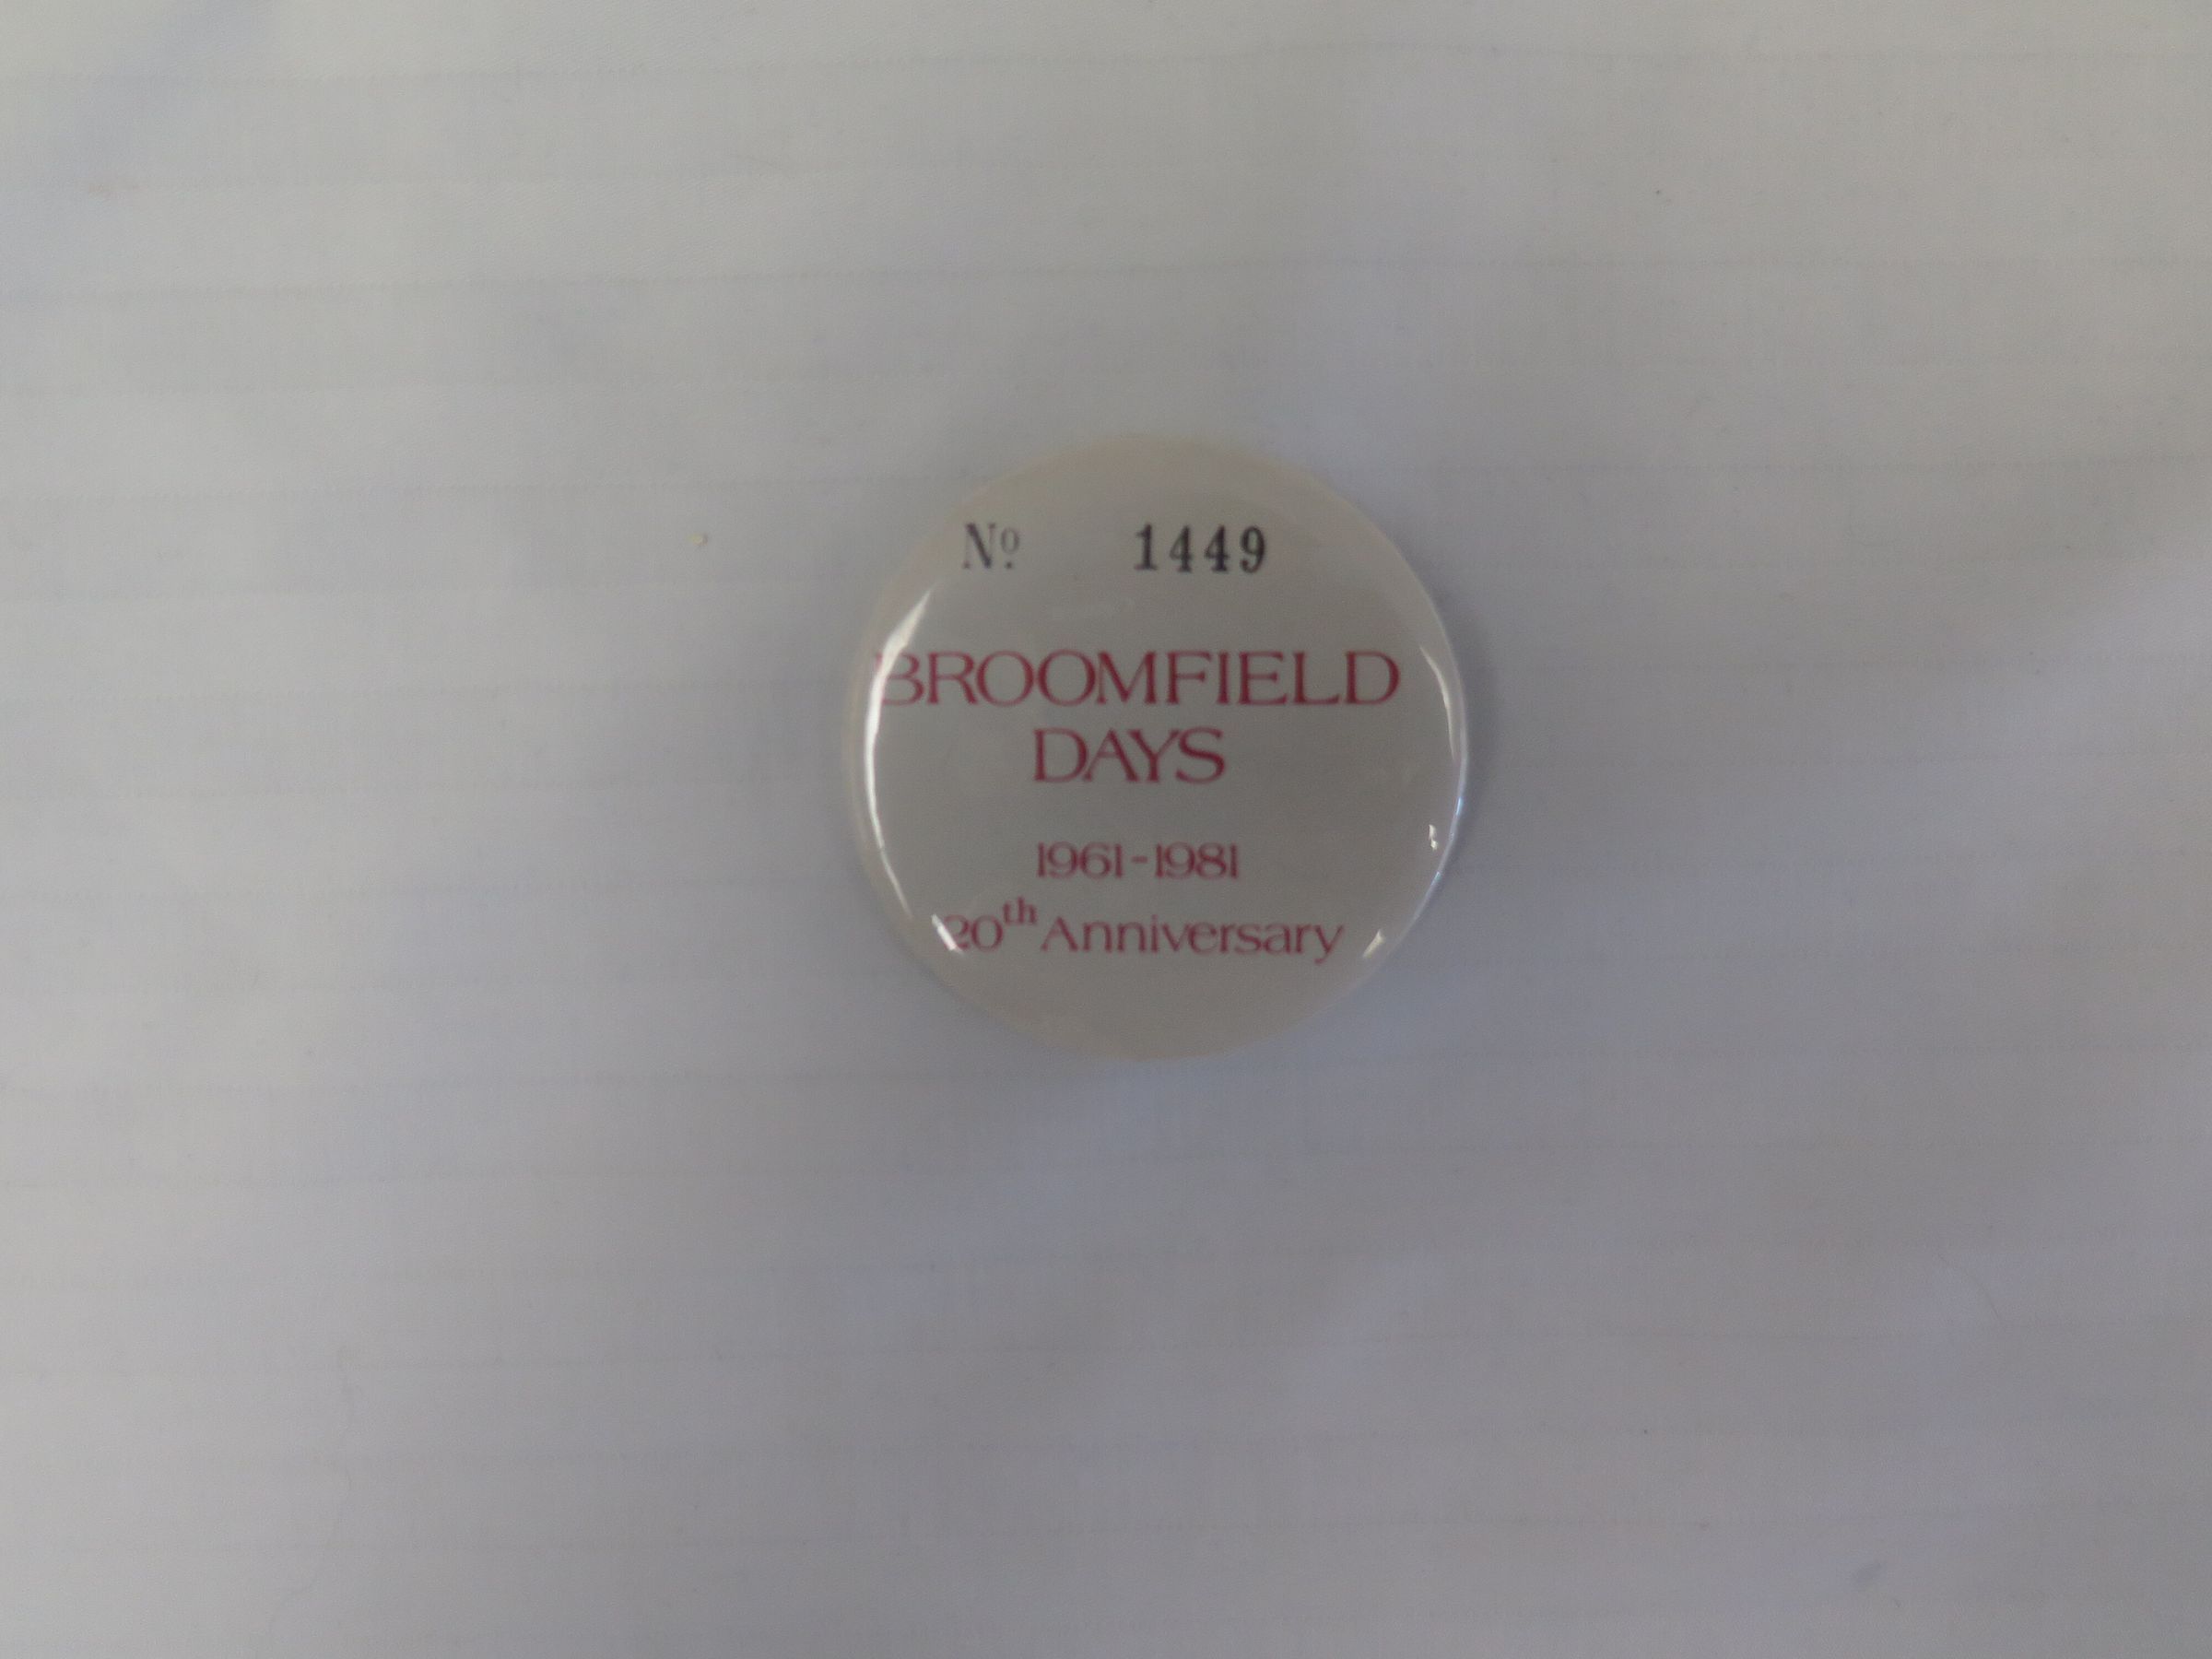 Nº 1449
BROOMFIELD
DAYS
1961-1981
20th Anniversary